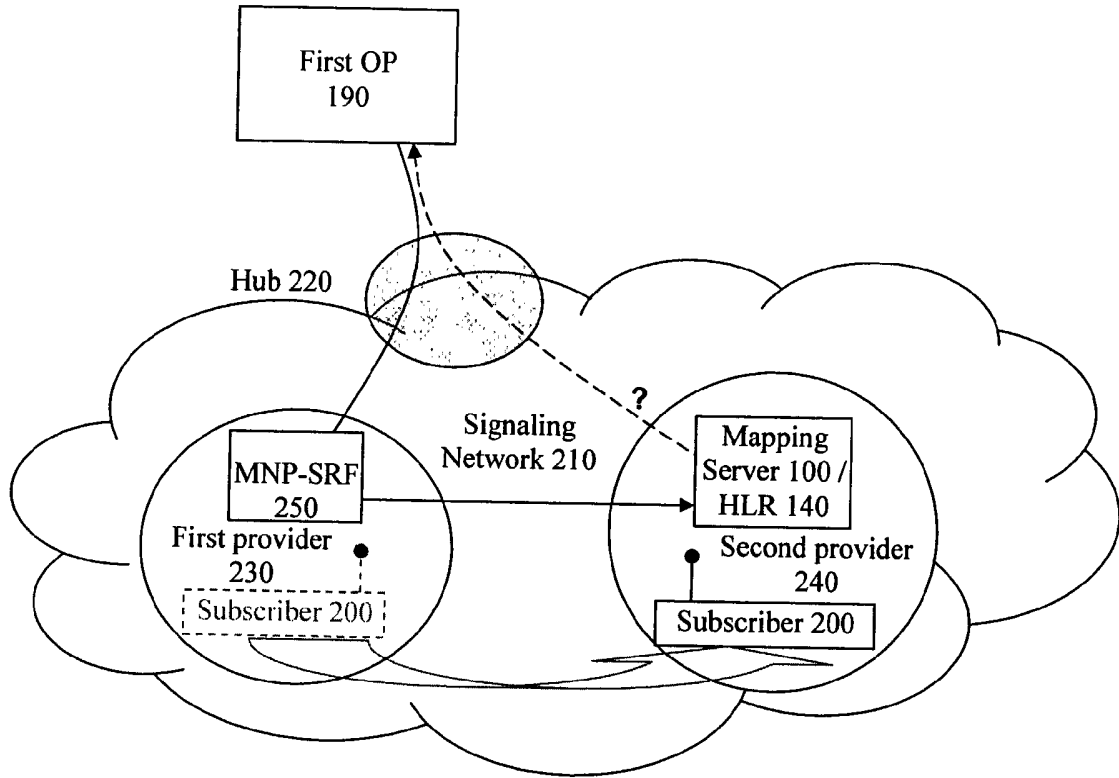 First OP
190
Hub 220
?
Signaling
Network 210
Mapping
Server 100 /
HLR 140
MNP-SRF
250
First provider
230
Subscriber 200
Second provider
240
Subscriber 200